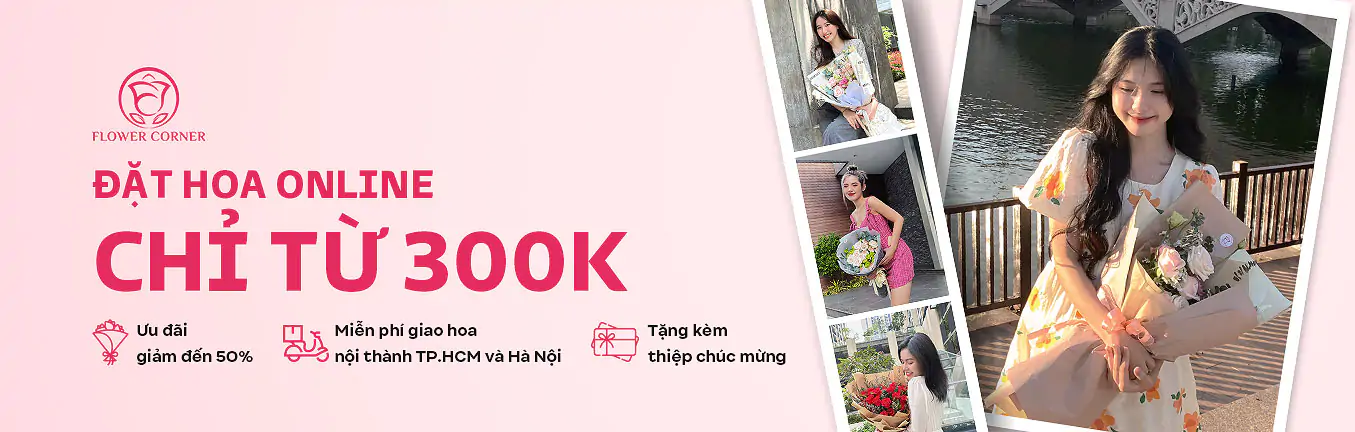 FLOWER CORNER
ĐẶT HOA ONLINE
CHỈ TỪ 300K
Ưu đãi
giảm đến 50%
Miễn phí giao hoa
nội thành TP.HCM và Hà Nội
Tặng kèm
thiệp chúc mừng